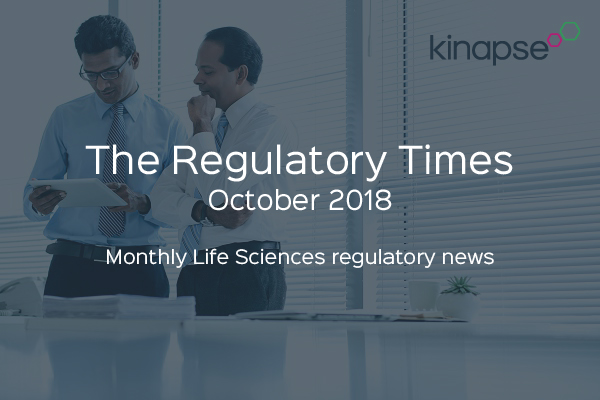 kinapse
The Regulatory Times
October 2018
Monthly Life Sciences regulatory news